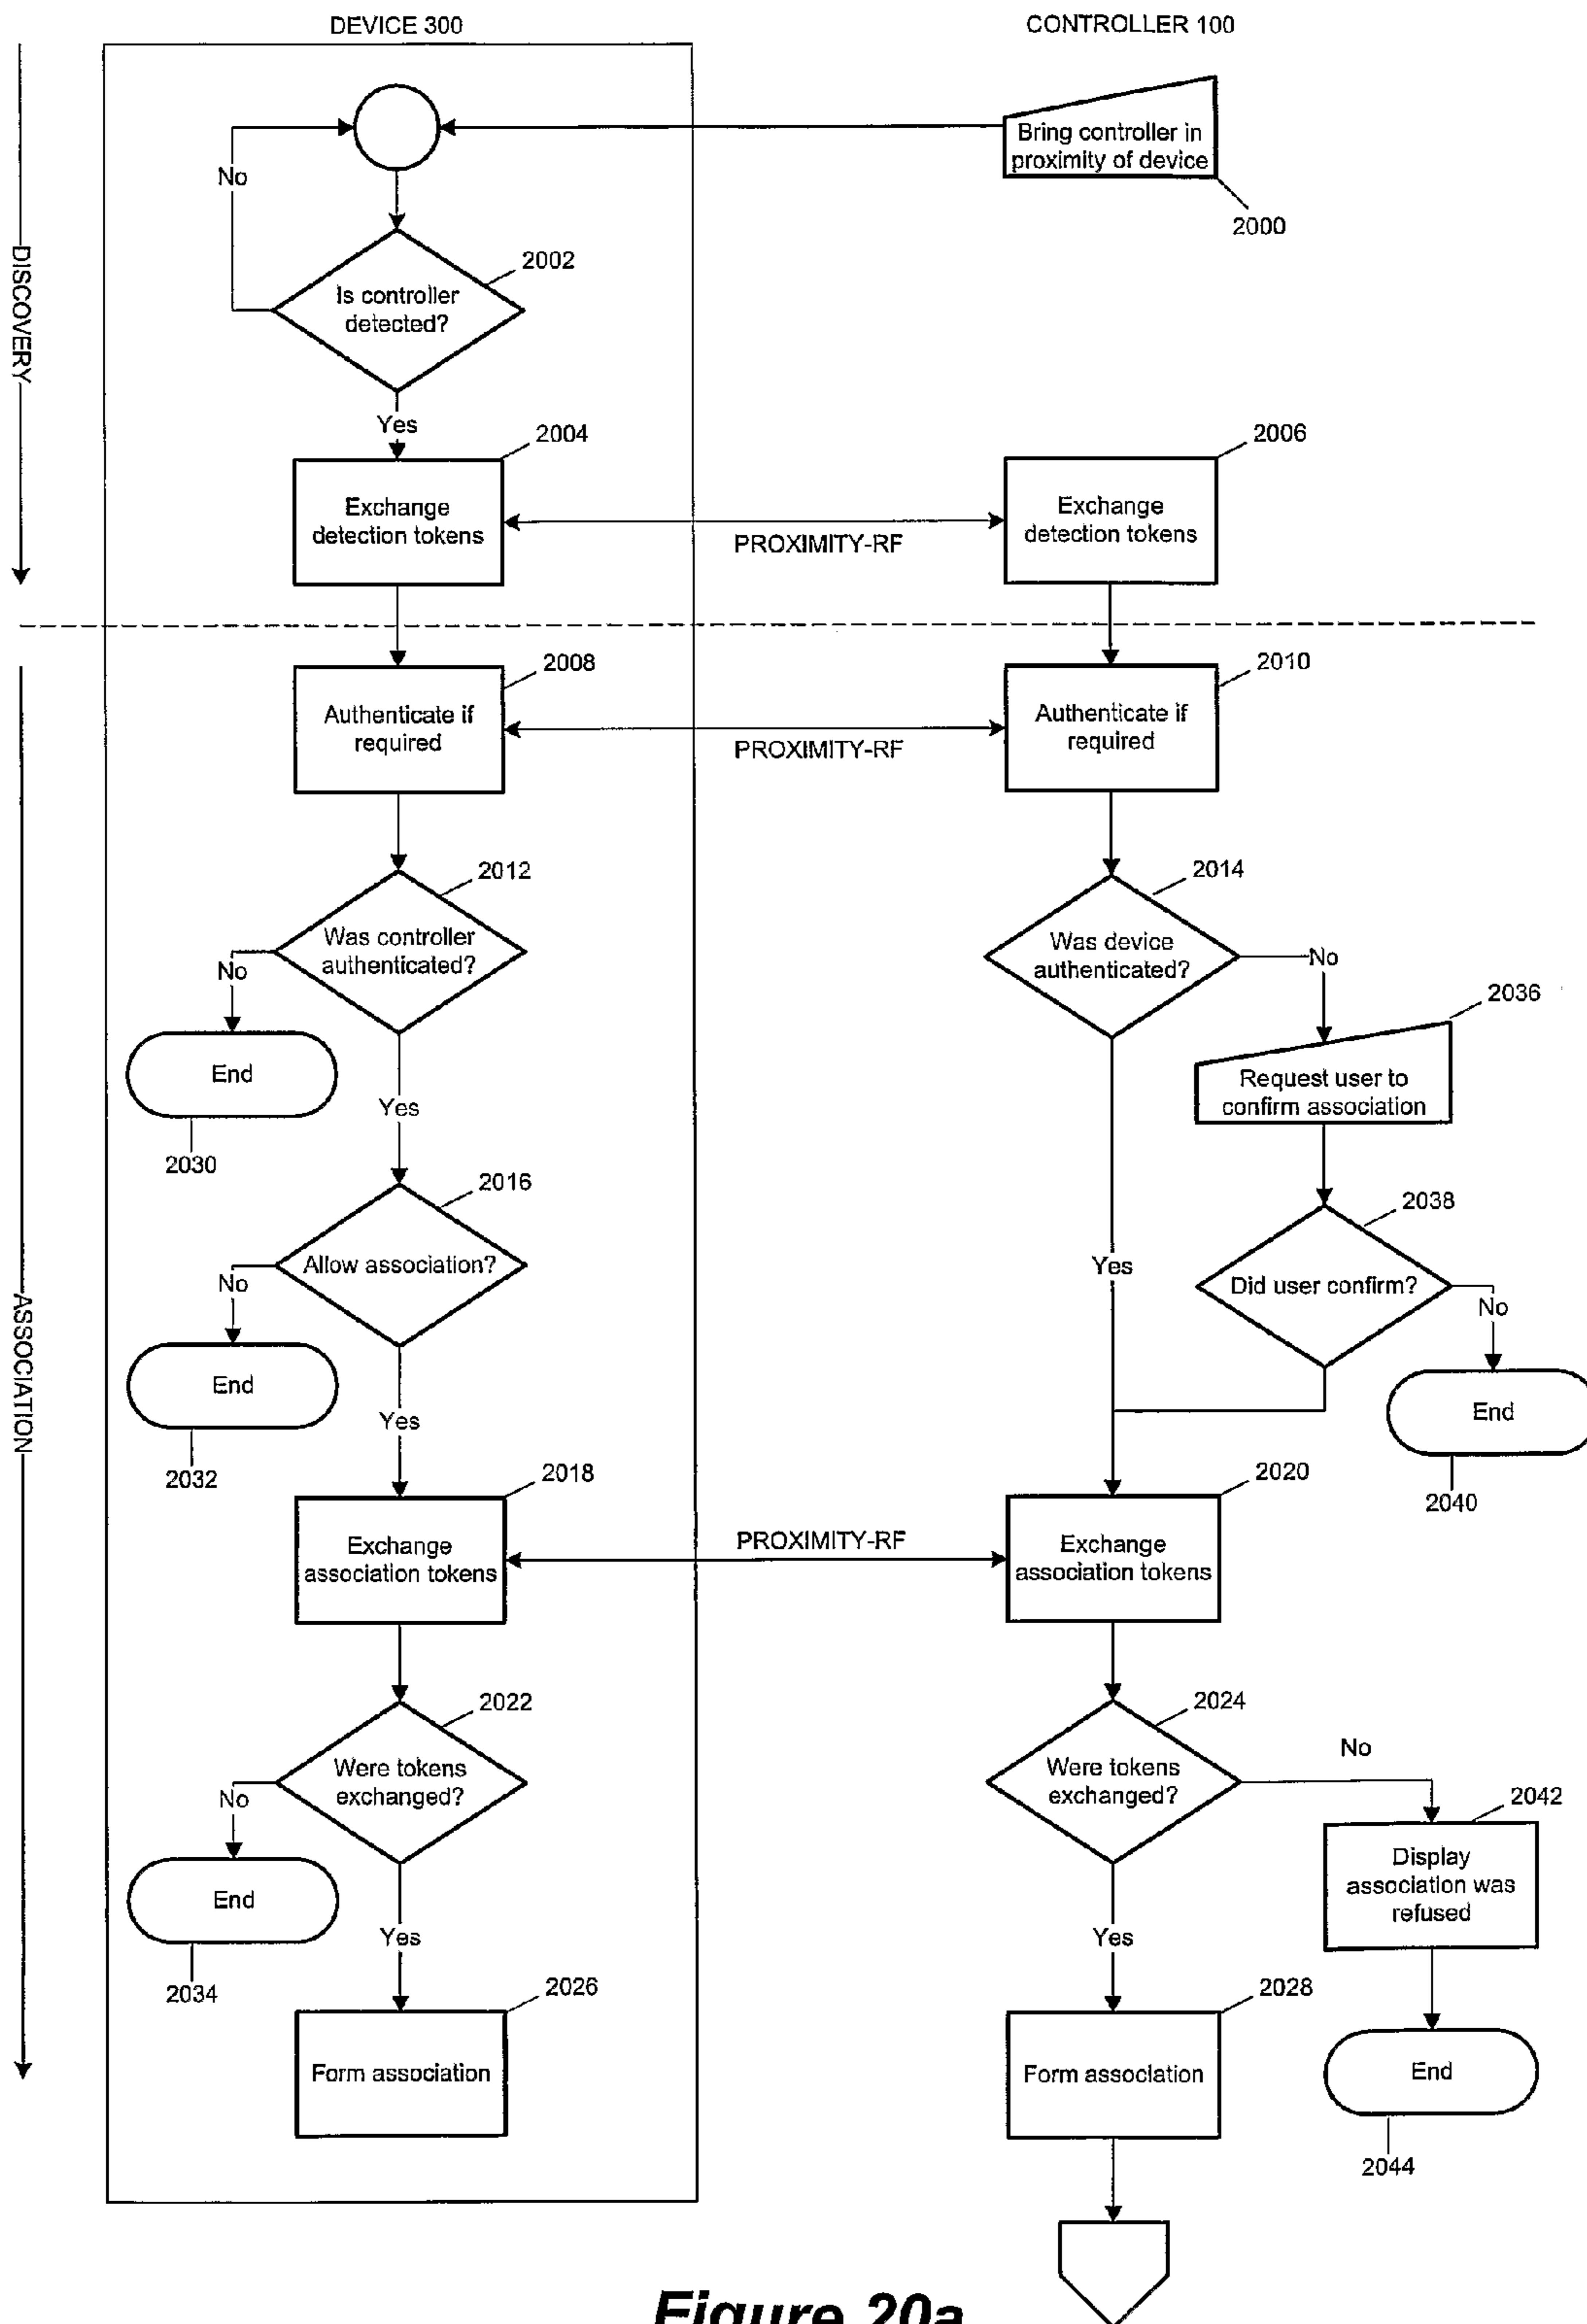 DEVICE 300
CONTROLLER 100
Bring controller in
proximity of device
2000
No
2002
Is controller
detected?
DISCOVERY
Yes
2004
2006
Exchange
detection tokens
PROXIMITY-RF
Exchange
detection tokens
2008
2010
Authenticate if
required
PROXIMITY-RF
Authenticate if
required
2012
2014
Was controller
authenticated?
No
Was device
authenticated?
No
2036
End
Yes
2030
Request user to
confirm association
2016
2038
Allow association?
No
Yes
Did user confirm?
No
ASSOCIATION
End
Yes
2032
End
2040
2018
2020
Exchange
association tokens
PROXIMITY-RF
Exchange
association tokens
2022
2024
Were tokens
exchanged?
No
Were tokens
exchanged?
No
2042
End
Yes
2034
Yes
Display
association was
refused
2026
2028
Form association
Form association
End
2044
Figure 20a